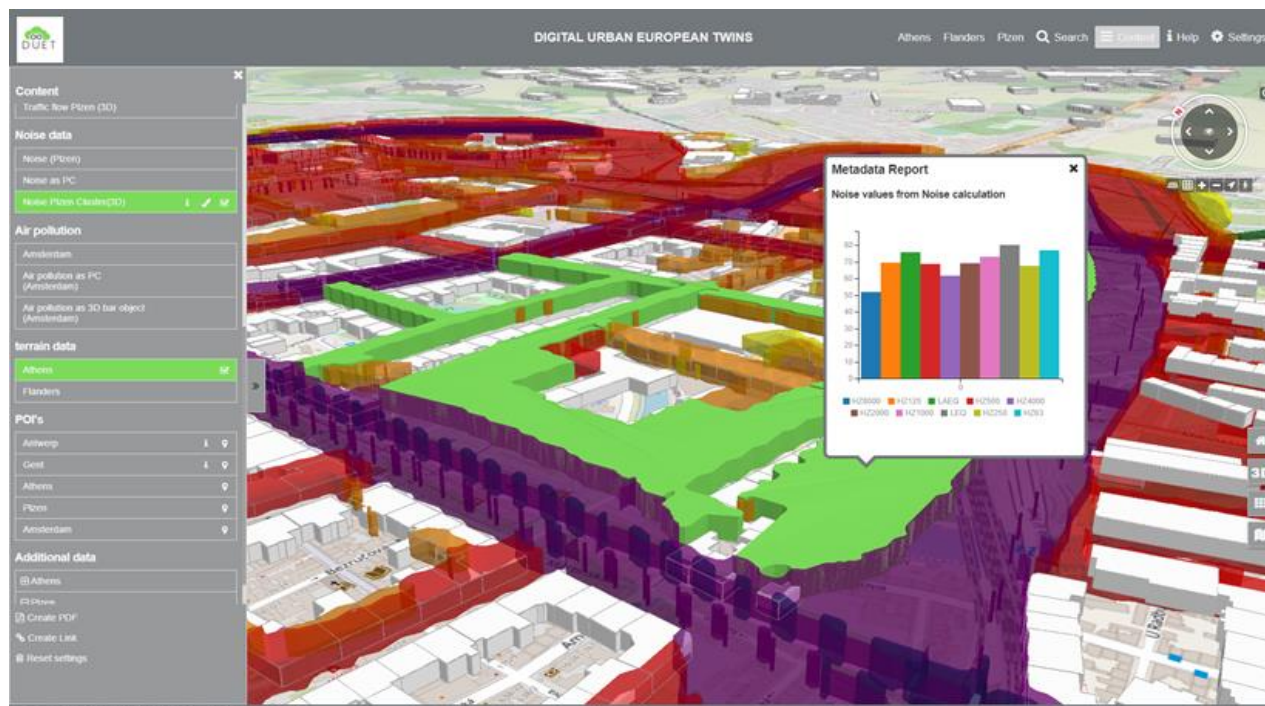 DUET
DIGITAL URBAN EUROPEAN TWINS
Athens Flanders Plzen Search Content Help Settings
Content
Traffic flow Plzen (3D)
Noise data
Noise (Plzen)
Noise as PC
Noise Plzen Cluster(3D)
Air pollution
Amsterdam
Air pollution as PC
(Amsterdam)
Air pollution as 3D bar object
(Amsterdam)
terrain data
Athens
Flanders
POI's
Antwerp
Gent
Athens
Plzen
Amsterdam
Additional data
Athens
Plzen
Create PDF
Create Link
Reset settings
Metadata Report
Noise values from Noise calculation
80
70
60
50
40
30
20
10
0
0
HZ8000 HZ125 LAEG HZ500 HZ4000
HZ2000 HZ1000 LEQ HZ250 HZ63
3D